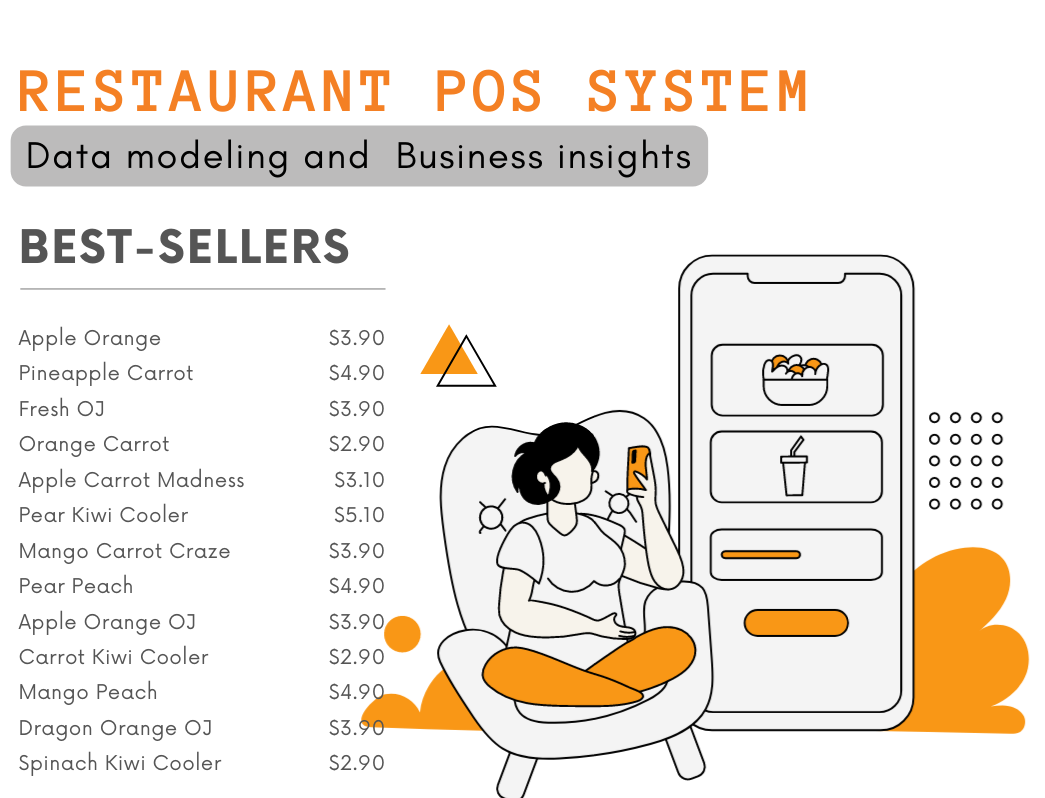 RESTAURANT POS SYSTEM
Data modeling and Business insights
BEST-SELLERS
Apple Orange $3.90
Pineapple Carrot $4.90
Fresh OJ $3.90
Orange Carrot $2.90
Apple Carrot Madness $3.10
Pear Kiwi Cooler $5.10
Mango Carrot Craze $3.90
Pear Peach $4.90
Apple Orange OJ $3.90
Carrot Kiwi Cooler $2.90
Mango Peach $4.90
Dragon Orange OJ $3.90
Spinach Kiwi Cooler $2.90